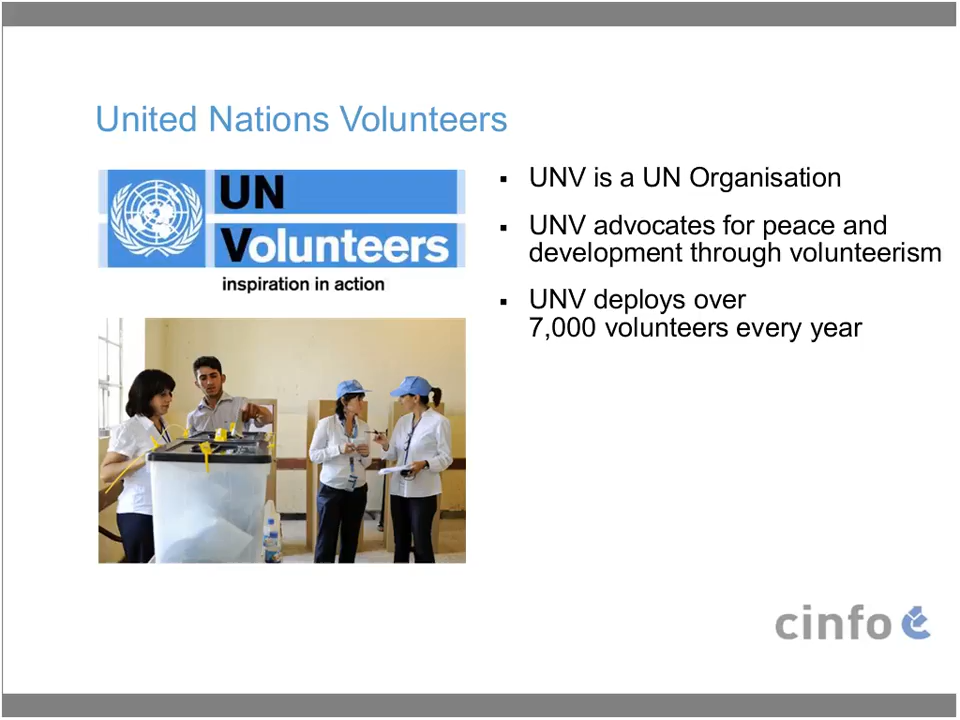 United Nations Volunteers
UN
Volunteers
inspiration in action
▪ UNV is a UN Organisation
▪ UNV advocates for peace and
development through volunteerism
▪ UNV deploys over
7,000 volunteers every year
cinfo